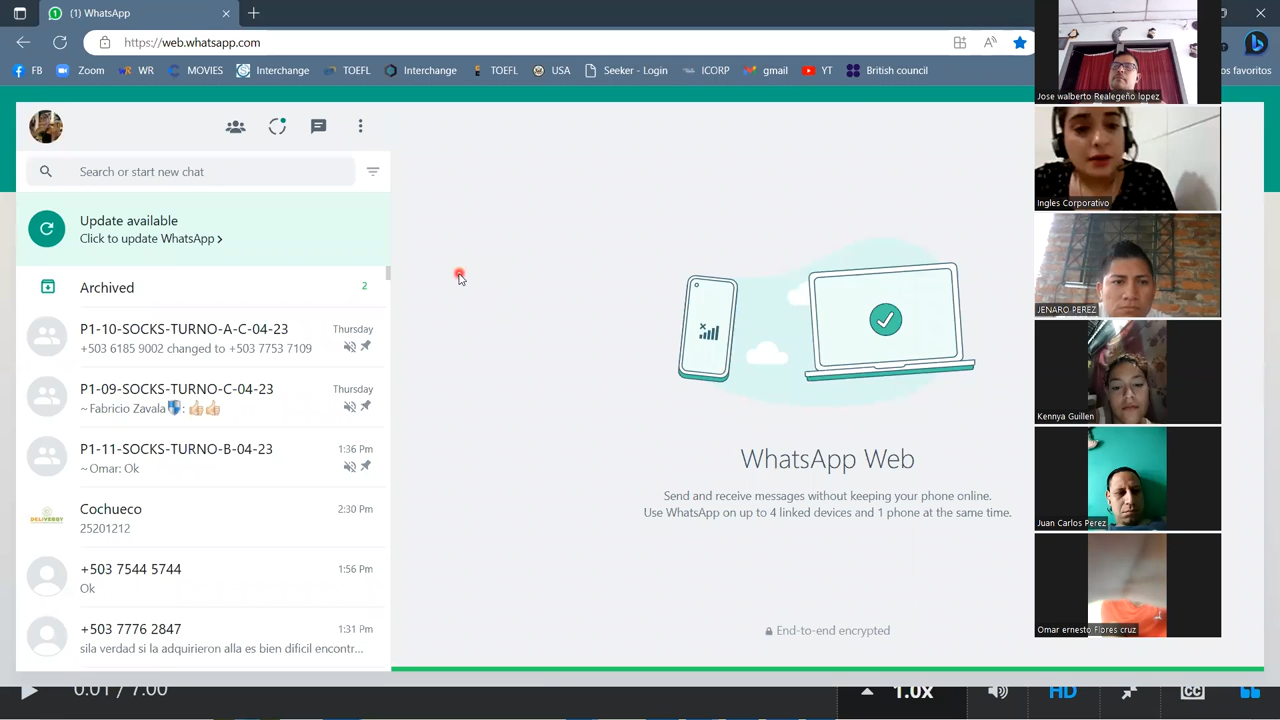 (1) WhatsApp
https://web.whatsapp.com
FB
Zoom
WR
MOVIES
Interchange
TOEFL
Interchange
TOEFL
USA
Seeker - Login
ICORP
gmail
YT
British council
os favoritos
Search or start new chat
Update available
Click to update WhatsApp
Archived
2
P1-10-SOCKS-TURNO-A-C-04-23
Thursday
+503 6185 9002 changed to +503 7753 7109
P1-09-SOCKS-TURNO-C-04-23
Thursday
~Fabricio Zavala🛡️: 👍🏻👍🏻
P1-11-SOCKS-TURNO-B-04-23
1:36 Pm
~Omar: Ok
Cochueco
2:30 Pm
25201212
+503 7544 5744
1:56 Pm
Ok
+503 7776 2847
1:31 Pm
sila verdad si la adquirieron alla es bien dificil encontr...
WhatsApp Web
Send and receive messages without keeping your phone online.
Use WhatsApp on up to 4 linked devices and 1 phone at the same time.
End-to-end encrypted
Jose walberto Realegeño lopez
Ingles Corporativo
JENARO PEREZ
Kennya Guillen
Juan Carlos Perez
Omar ernesto Flores cruz
0:01 / 7:00
1.0x
HD
CC